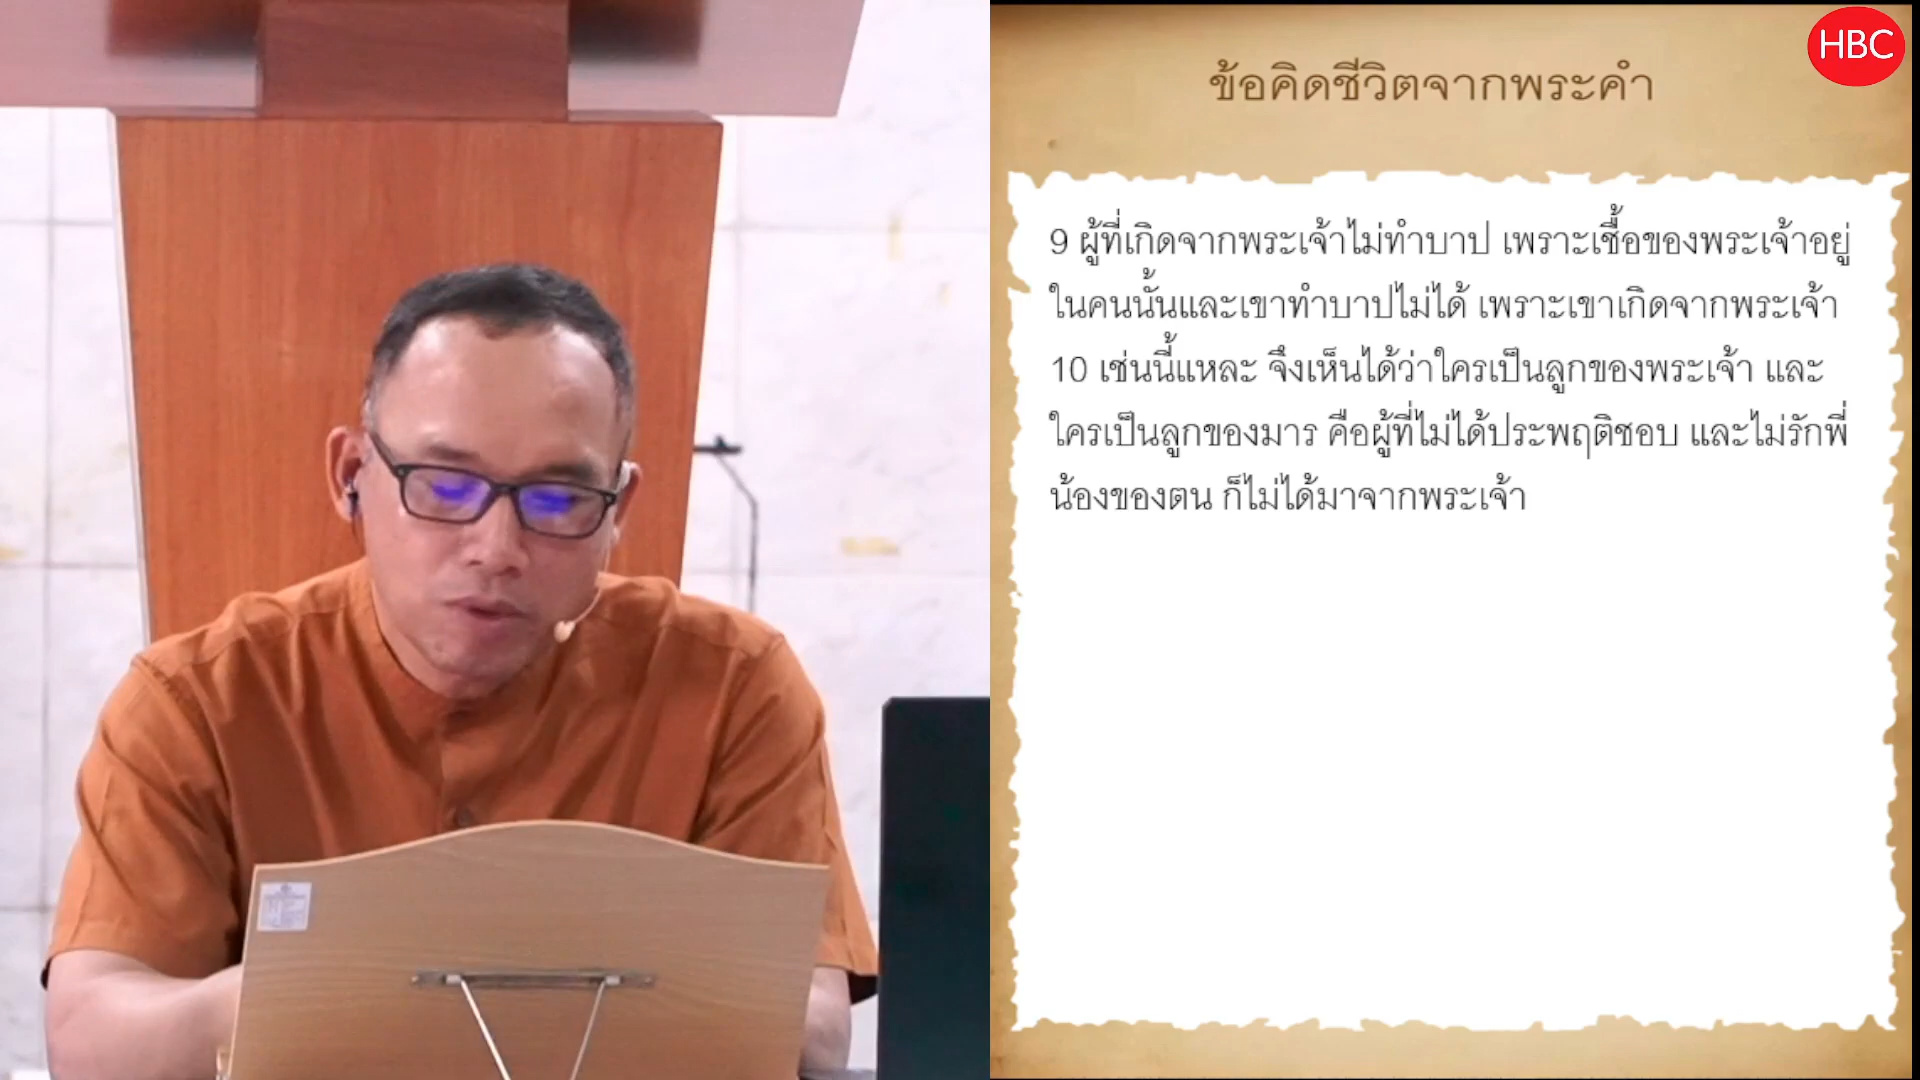 HBC
ข้อคิดชีวิตจากพระคำ
9 ผู้ที่เกิดจากพระเจ้าไม่ทำบาป เพราะเชื้อของพระเจ้าอยู่
ในคนนั้นและเขาทำบาปไม่ได้ เพราะเขาเกิดจากพระเจ้า
10 เช่นนี้แหละ จึงเห็นได้ว่าใครเป็นลูกของพระเจ้า และ
ใครเป็นลูกของมาร คือผู้ที่ไม่ได้ประพฤติชอบ และไม่รักพี่
น้องของตน ก็ไม่ได้มาจากพระเจ้า